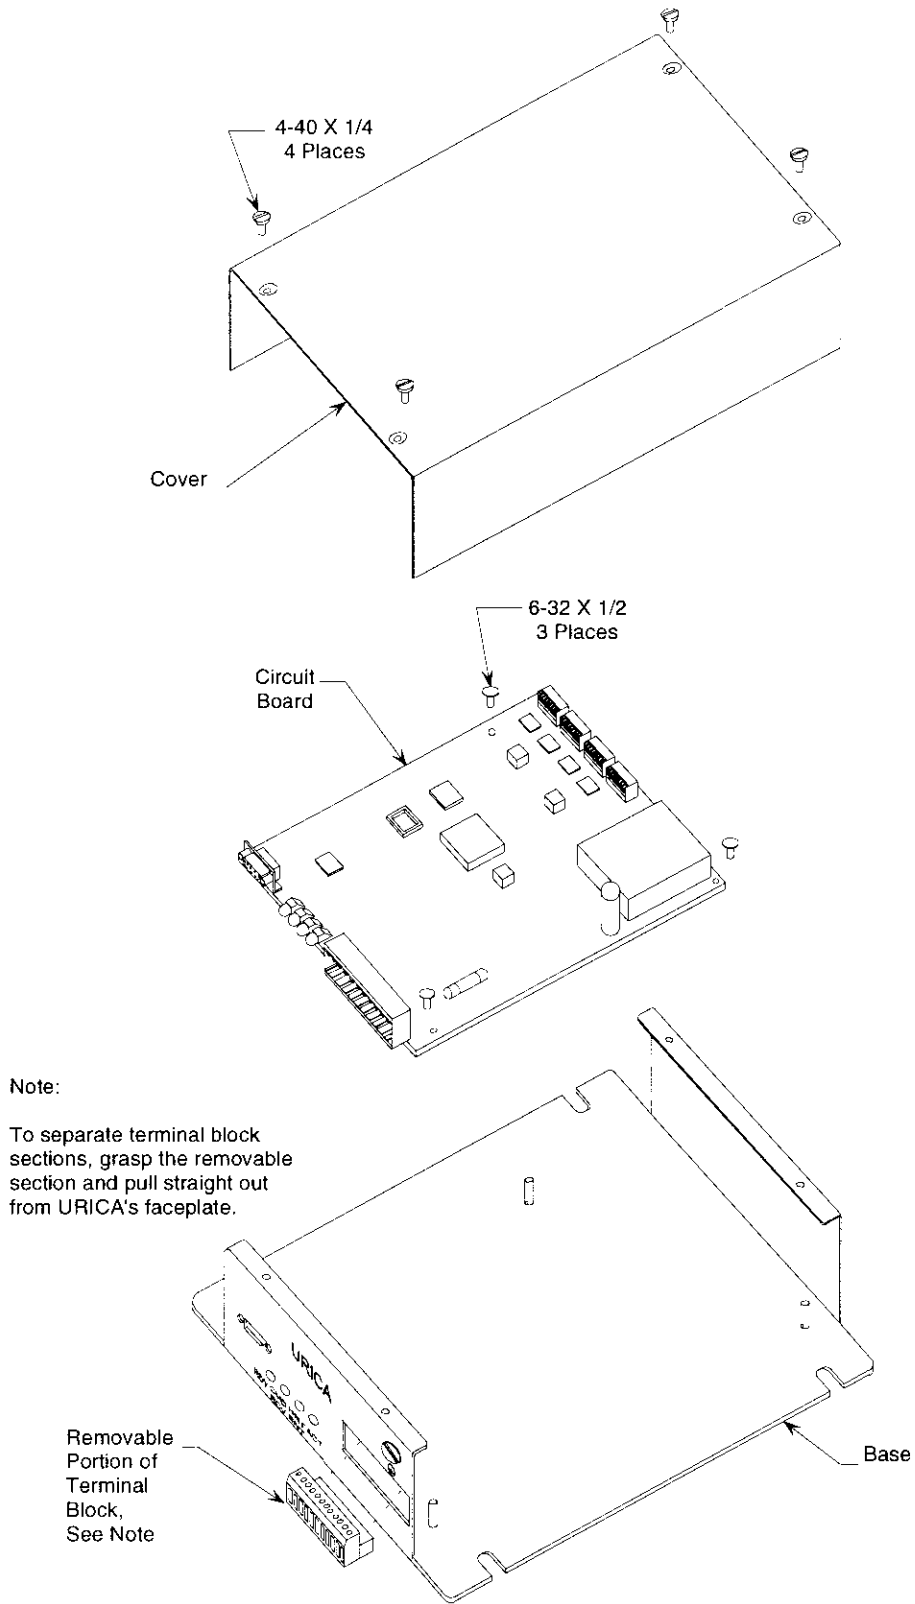 4-40 X 1/4
4 Places
Cover
6-32 X 1/2
3 Places
Circuit
Board
Note:
To separate terminal block
sections, grasp the removable
section and pull straight out
from URICA's faceplate.
URICA
Removable
Portion of
Terminal
Block,
See Note
Base